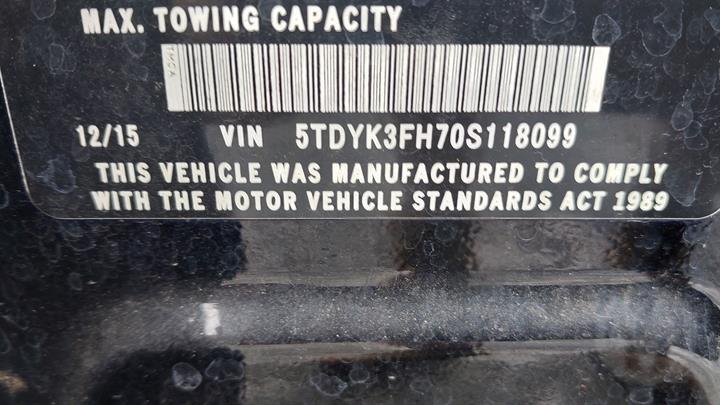 MAX. TOWING CAPACITY
TMCA
12/15 VIN 5TDYK3FH70S118099
THIS VEHICLE WAS MANUFACTURED TO COMPLY
WITH THE MOTOR VEHICLE STANDARDS ACT 1989